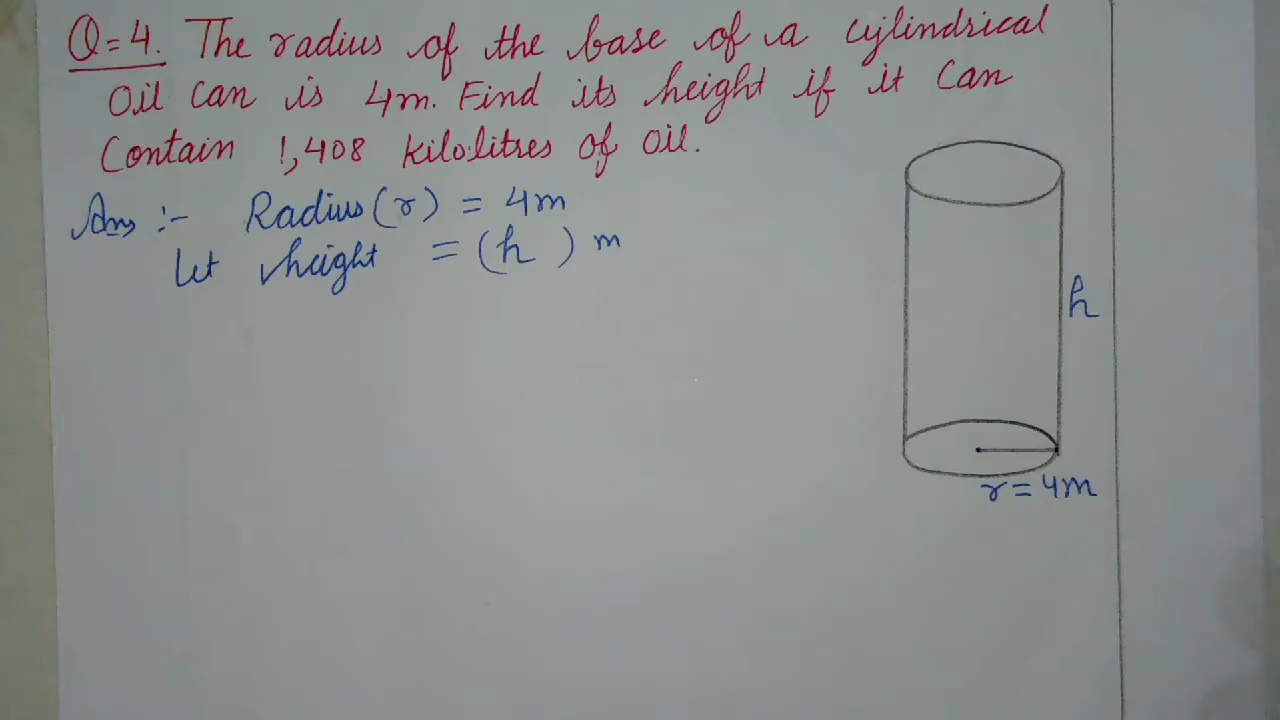 Q=4. The radius of the base of a cylindrical
Oil Can is 4m. Find its height if it Can
Contain 1,408 kilolitres of Oil.
Ans :- Radius (r) = 4m
Let height = (h) m
h
r = 4m